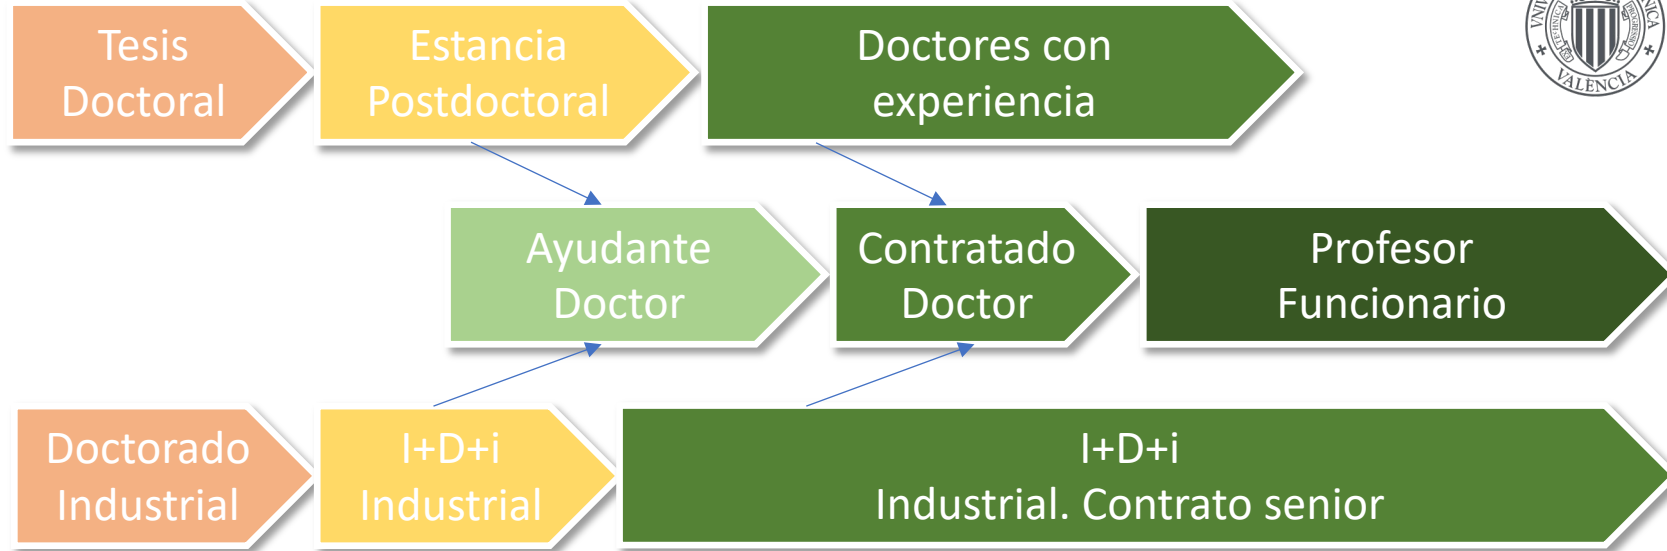 Tesis
Doctoral
Estancia
Postdoctoral
Doctores con
experiencia
VALÈNCIA
Ayudante
Doctor
Contratado
Doctor
Profesor
Funcionario
Doctorado
Industrial
I+D+i
Industrial
I+D+i
Industrial. Contrato senior